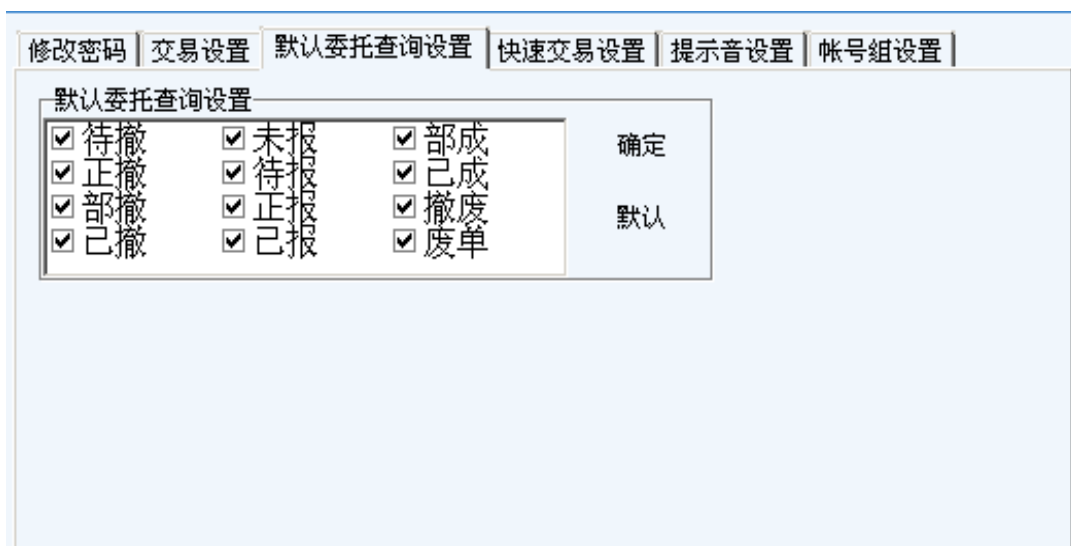 修改密码 交易设置 默认委托查询设置 快速交易设置 提示音设置 帐号组设置
默认委托查询设置
待撤 未报 部成
确定
正撤 待报 已成
部撤 正报 撤废
默认
已撤 已报 废单